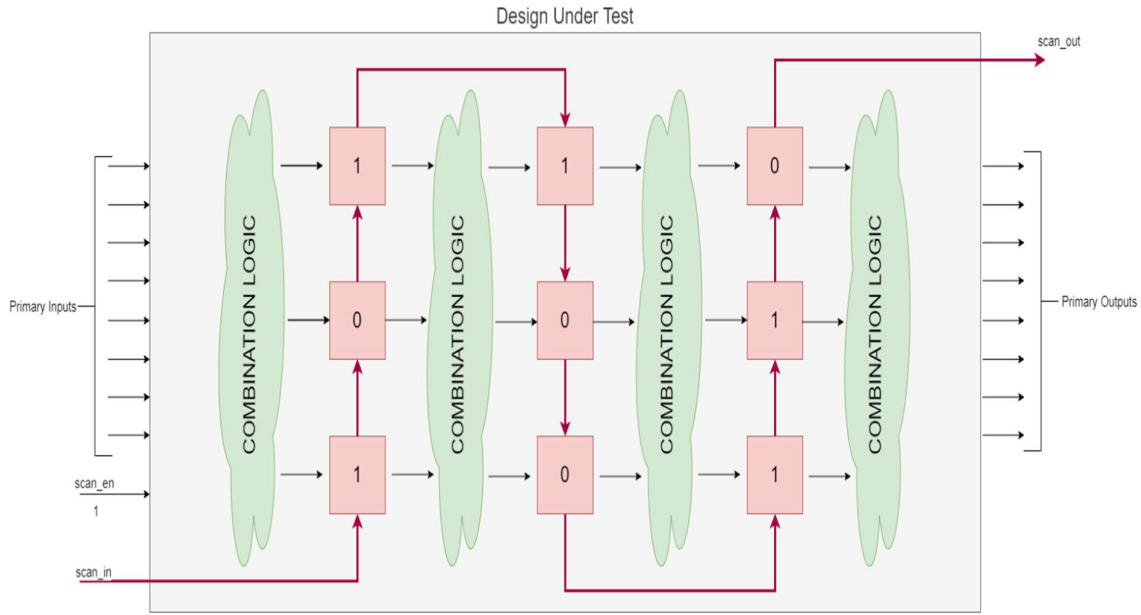 Design Under Test
scan_out
1
1
0
Primary Inputs
COMBINATION LOGIC
0
COMBINATION LOGIC
0
COMBINATION LOGIC
1
COMBINATION LOGIC
Primary Outputs
1
0
1
scan_en
1
scan_in